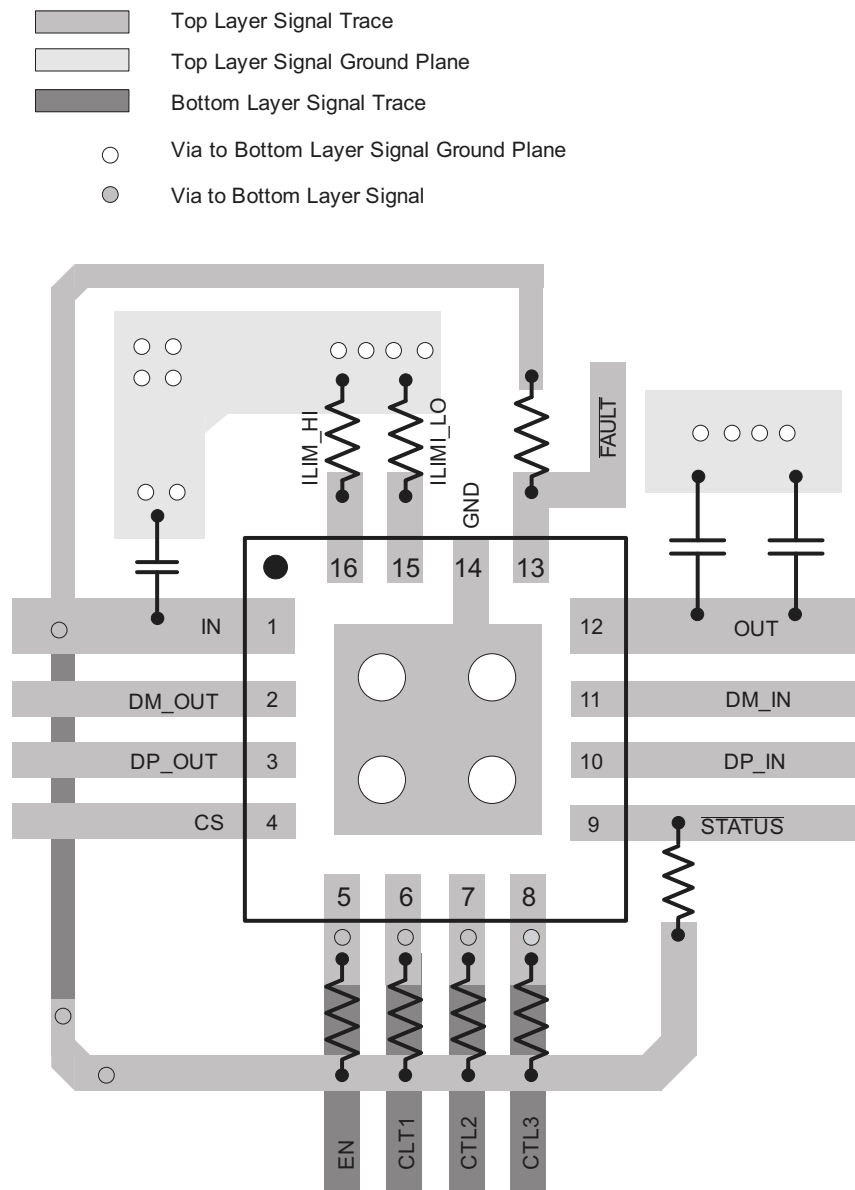 Top Layer Signal Trace
Top Layer Signal Ground Plane
Bottom Layer Signal Trace
Via to Bottom Layer Signal Ground Plane
Via to Bottom Layer Signal
ILIM_HI
ILIMI_LO
GND
FAULT
16
15
14
13
IN
1
12
OUT
DM_OUT
2
11
DM_IN
DP_OUT
3
10
DP_IN
CS
4
9
STATUS
5
6
7
8
EN
CLT1
CTL2
CTL3